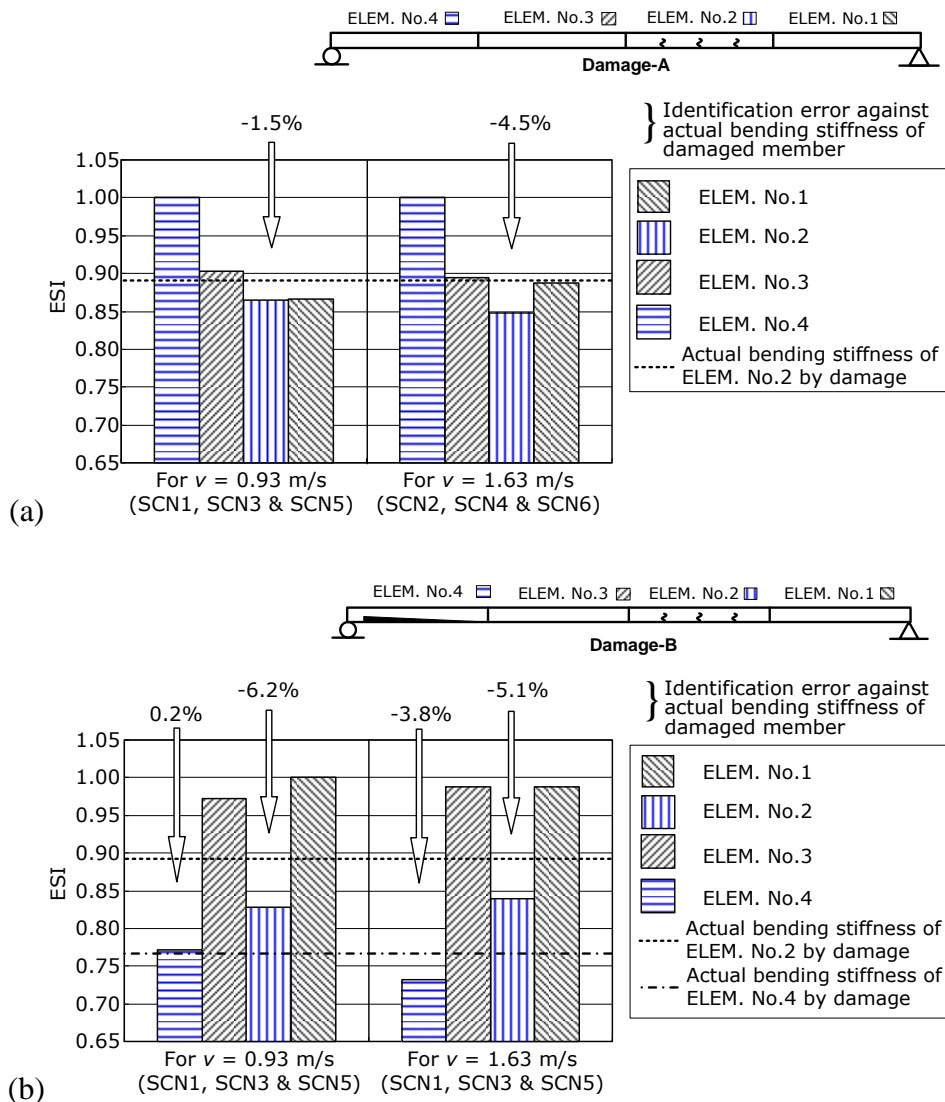 ELEM. No.4 ELEM. No.3 ELEM. No.2 ELEM. No.1
Damage-A
-1.5% -4.5%
} Identification error against
actual bending stiffness of
damaged member
1.05
1.00
0.95
0.90
0.85
0.80
0.75
0.70
0.65
ESI
ELEM. No.1
ELEM. No.2
ELEM. No.3
ELEM. No.4
Actual bending stiffness of
ELEM. No.2 by damage
For v = 0.93 m/s For v = 1.63 m/s
(SCN1, SCN3 & SCN5) (SCN2, SCN4 & SCN6)
(a)
ELEM. No.4 ELEM. No.3 ELEM. No.2 ELEM. No.1
Damage-B
0.2% -6.2% -3.8% -5.1%
} Identification error against
actual bending stiffness of
damaged member
1.05
1.00
0.95
0.90
0.85
0.80
0.75
0.70
0.65
ESI
ELEM. No.1
ELEM. No.2
ELEM. No.3
ELEM. No.4
Actual bending stiffness of
ELEM. No.2 by damage
Actual bending stiffness of
ELEM. No.4 by damage
For v = 0.93 m/s For v = 1.63 m/s
(SCN1, SCN3 & SCN5) (SCN1, SCN3 & SCN5)
(b)